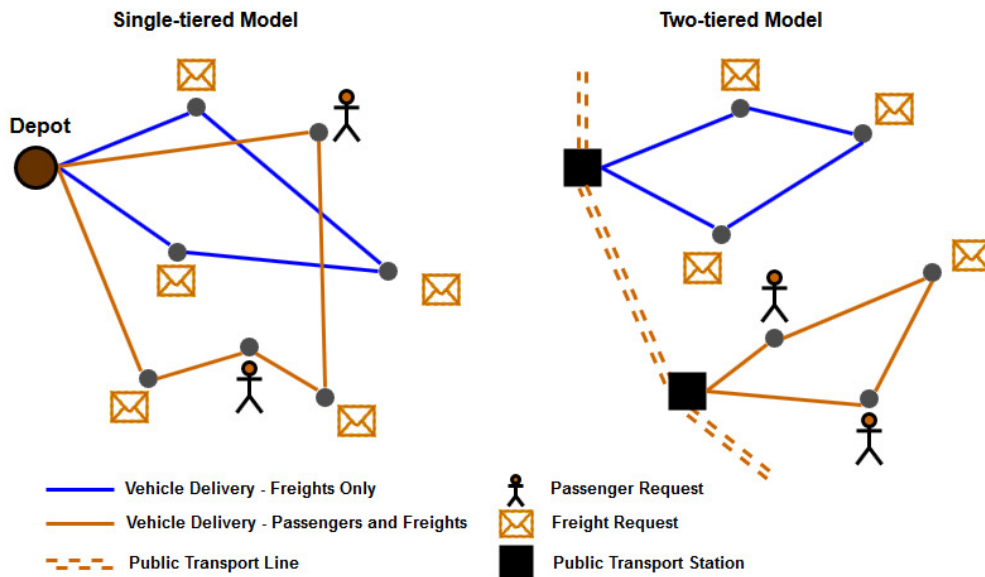 Single-tiered Model
Two-tiered Model
Depot
Vehicle Delivery - Freights Only
Vehicle Delivery - Passengers and Freights
Public Transport Line
Passenger Request
Freight Request
Public Transport Station